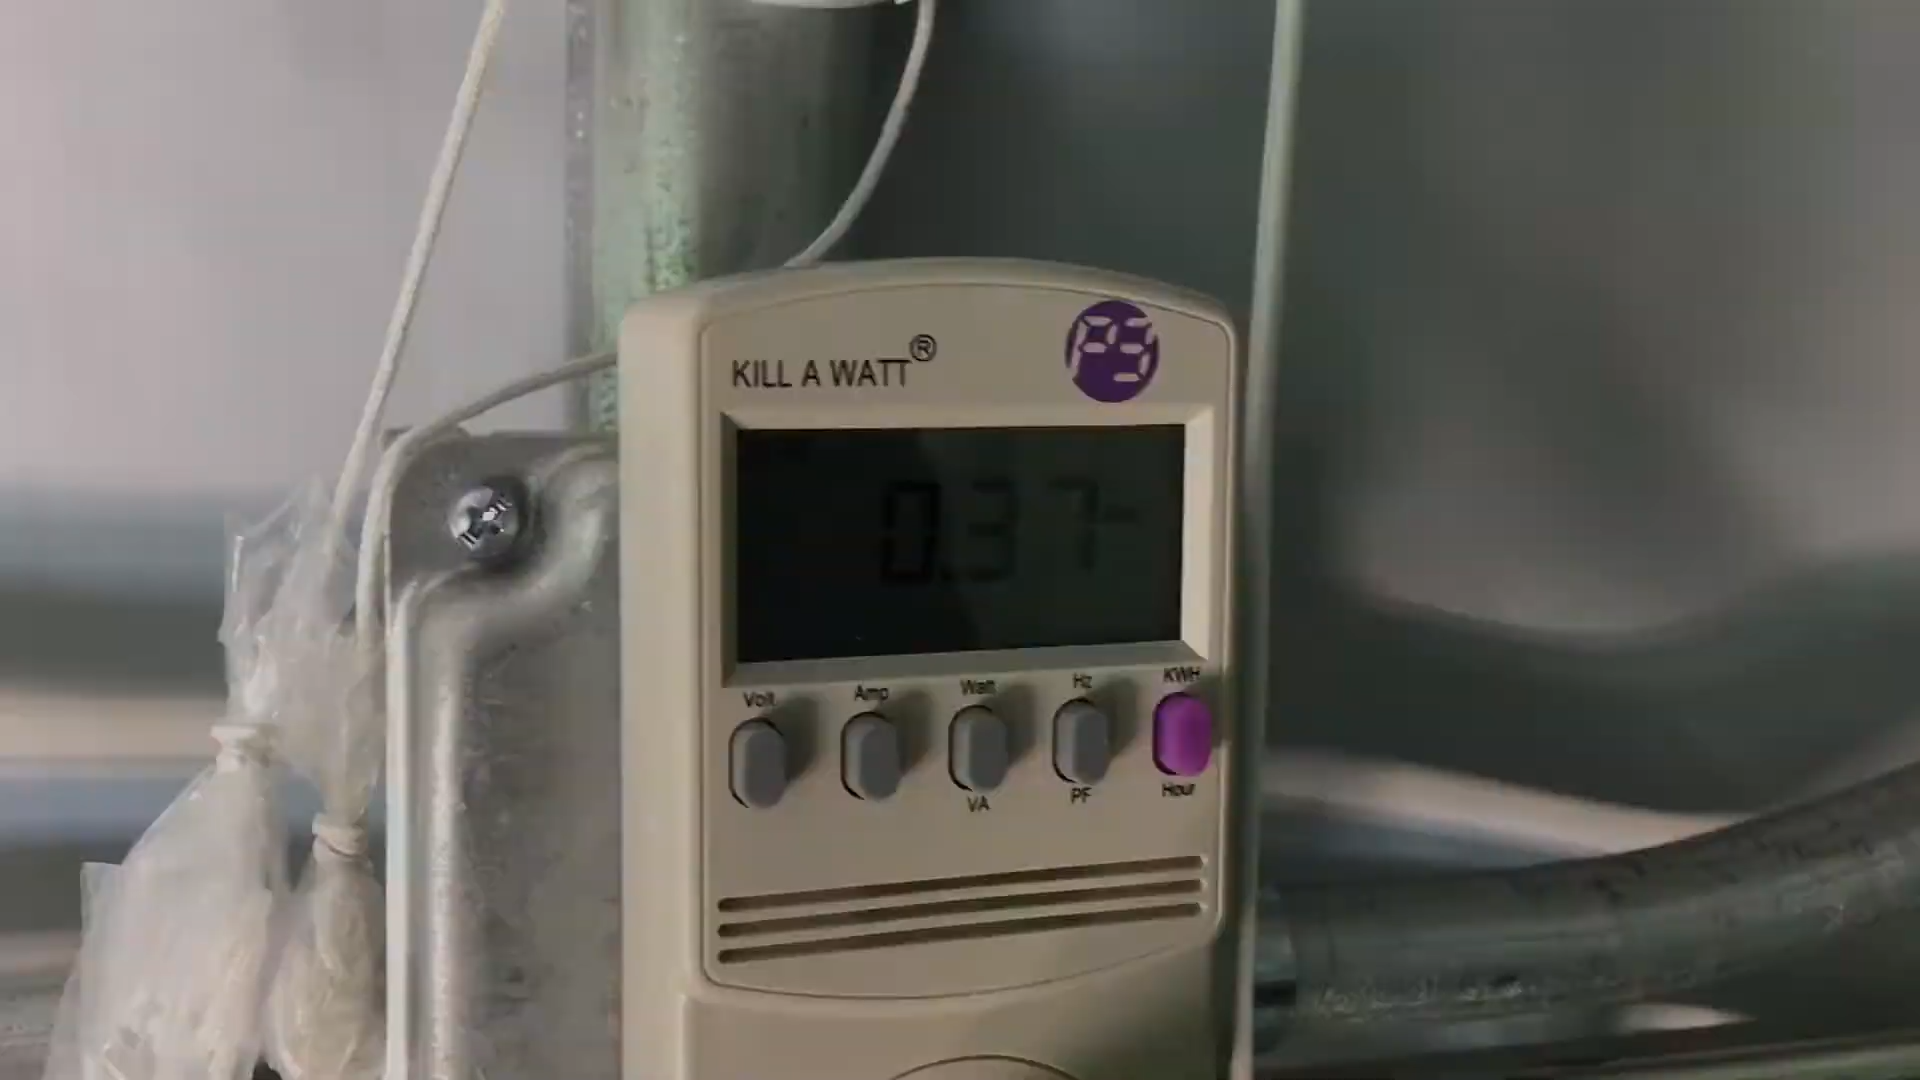 KILL A WATT®
P3
0.37
Volt Amp Watt Hz KWH
VA PF Hour